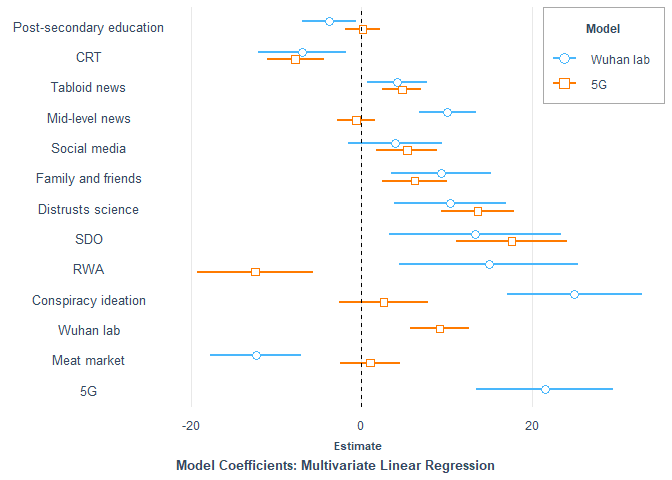 Post-secondary education
CRT
Tabloid news
Mid-level news
Social media
Family and friends
Distrusts science
SDO
RWA
Conspiracy ideation
Wuhan lab
Meat market
5G
-20
0
20
Estimate
Model Coefficients: Multivariate Linear Regression
Model
Wuhan lab
5G